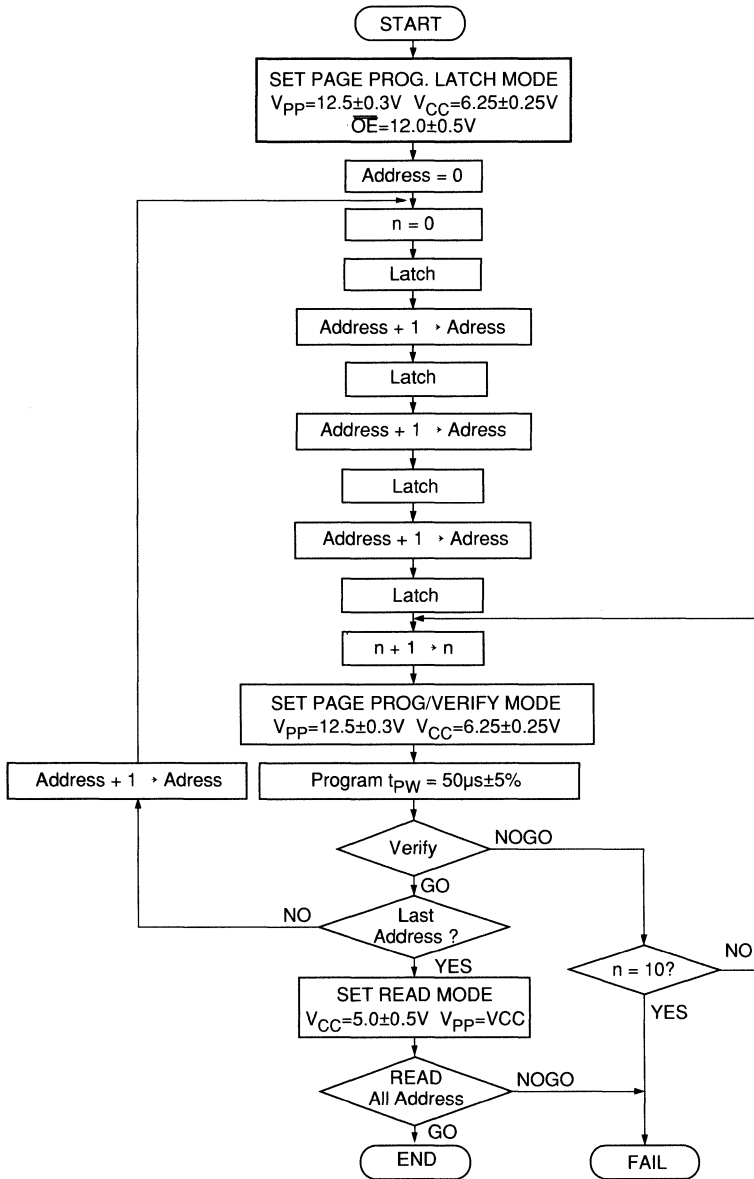 START
SET PAGE PROG. LATCH MODE
VPP=12.5±0.3V VCC=6.25±0.25V
O̅E̅=12.0±0.5V
Address = 0
n = 0
Latch
Address + 1 → Adress
Latch
Address + 1 → Adress
Latch
Address + 1 → Adress
Latch
n + 1 → n
SET PAGE PROG/VERIFY MODE
VPP=12.5±0.3V VCC=6.25±0.25V
Address + 1 → Adress
Program tPW = 50µs±5%
Verify
NOGO
GO
NO
Last
Address ?
YES
n = 10?
NO
YES
SET READ MODE
VCC=5.0±0.5V VPP=VCC
READ
All Address
NOGO
GO
END
FAIL